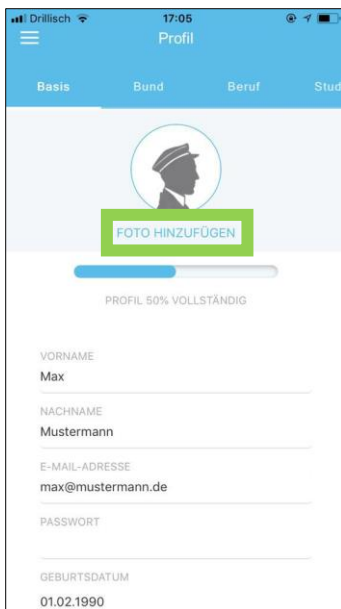 Drillisch 17:05
Profil
Basis Bund Beruf Stud
FOTO HINZUFÜGEN
PROFIL 50% VOLLSTÄNDIG
VORNAME
Max
NACHNAME
Mustermann
E-MAIL-ADRESSE
max@mustermann.de
PASSWORT
GEBURTSDATUM
01.02.1990